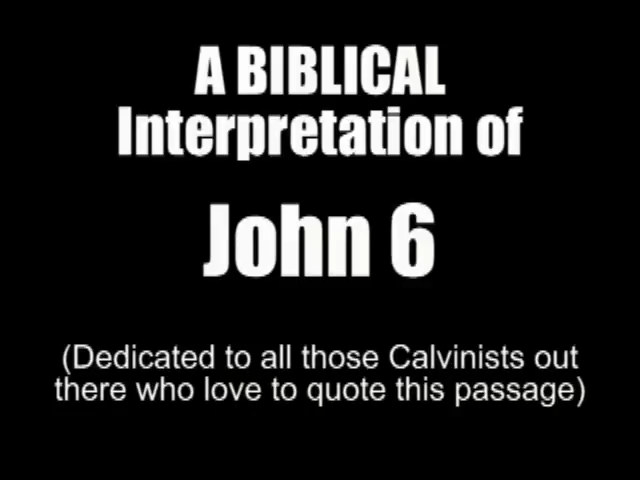 A BIBLICAL
Interpretation of
John 6
(Dedicated to all those Calvinists out
there who love to quote this passage)